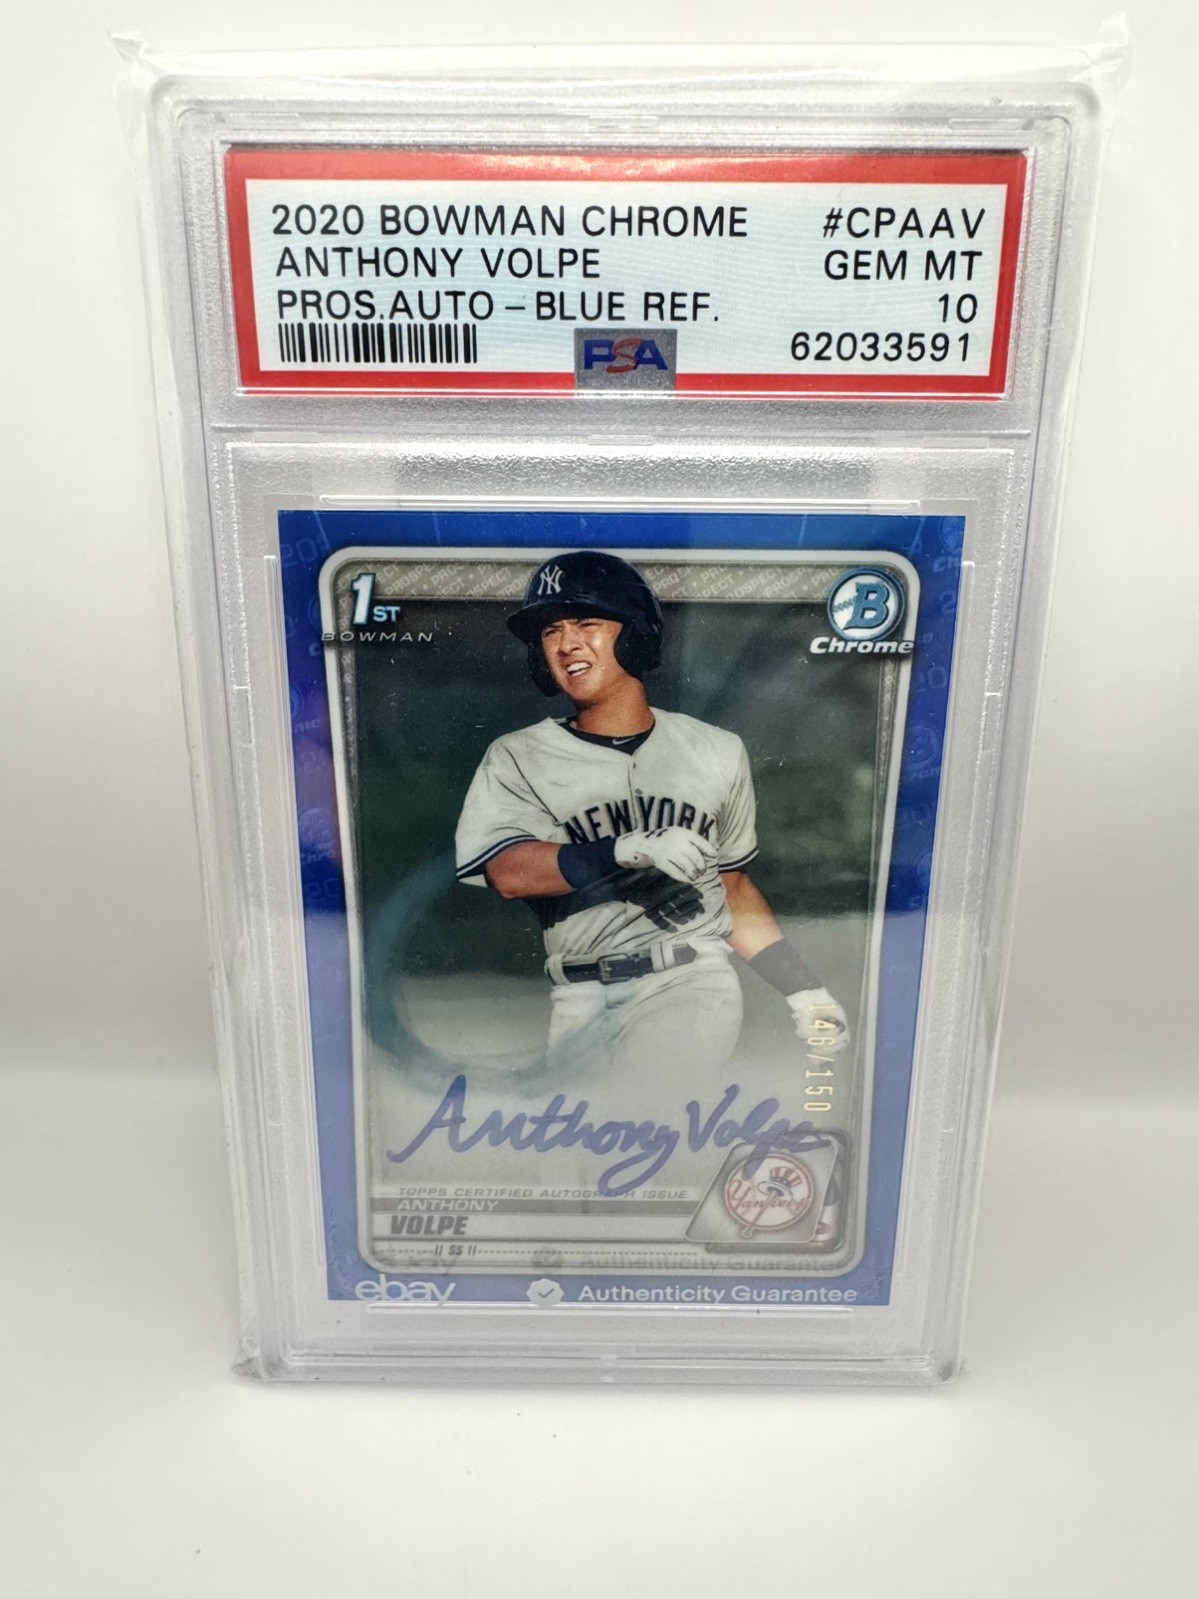 2020 BOWMAN CHROME #CPAAV
ANTHONY VOLPE GEM MT
PROS.AUTO – BLUE REF. 10
PSA 62033591
1ST
BOWMAN
B
Chrome
NY
NEW YORK
146/150
Anthony Volpe
TOPPS CERTIFIED AUTOGRAPH ISSUE
ANTHONY
VOLPE
SS
Yankees
ebay Authenticity Guarantee